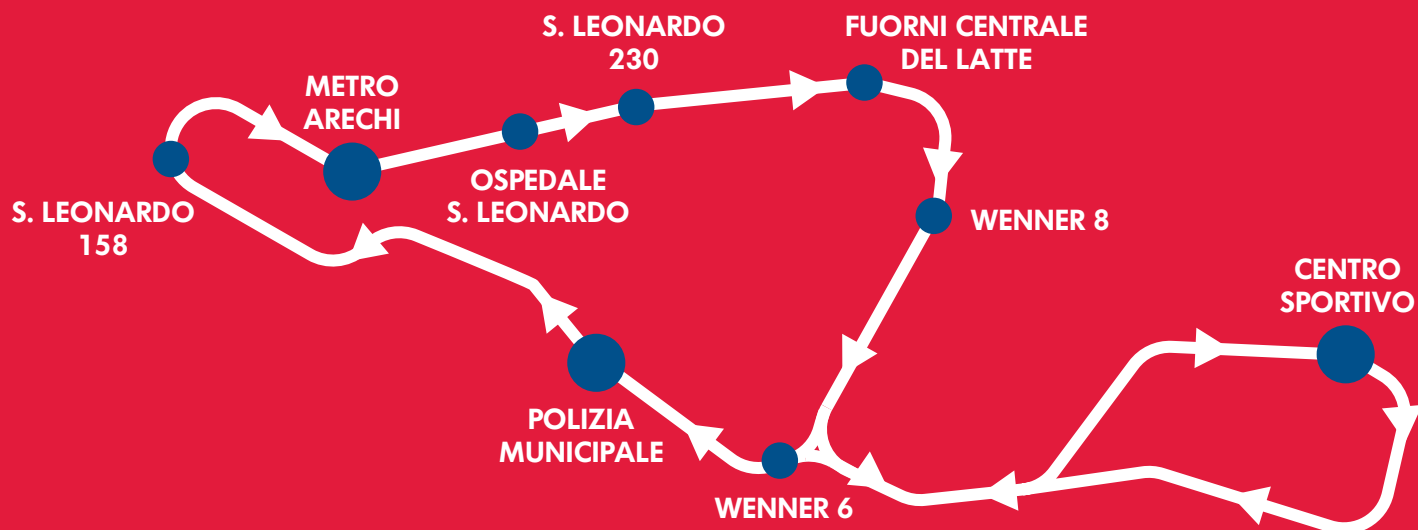 S. LEONARDO
230
FUORNI CENTRALE
DEL LATTE
METRO
ARECHI
OSPEDALE
S. LEONARDO
S. LEONARDO
158
WENNER 8
CENTRO
SPORTIVO
POLIZIA
MUNICIPALE
WENNER 6